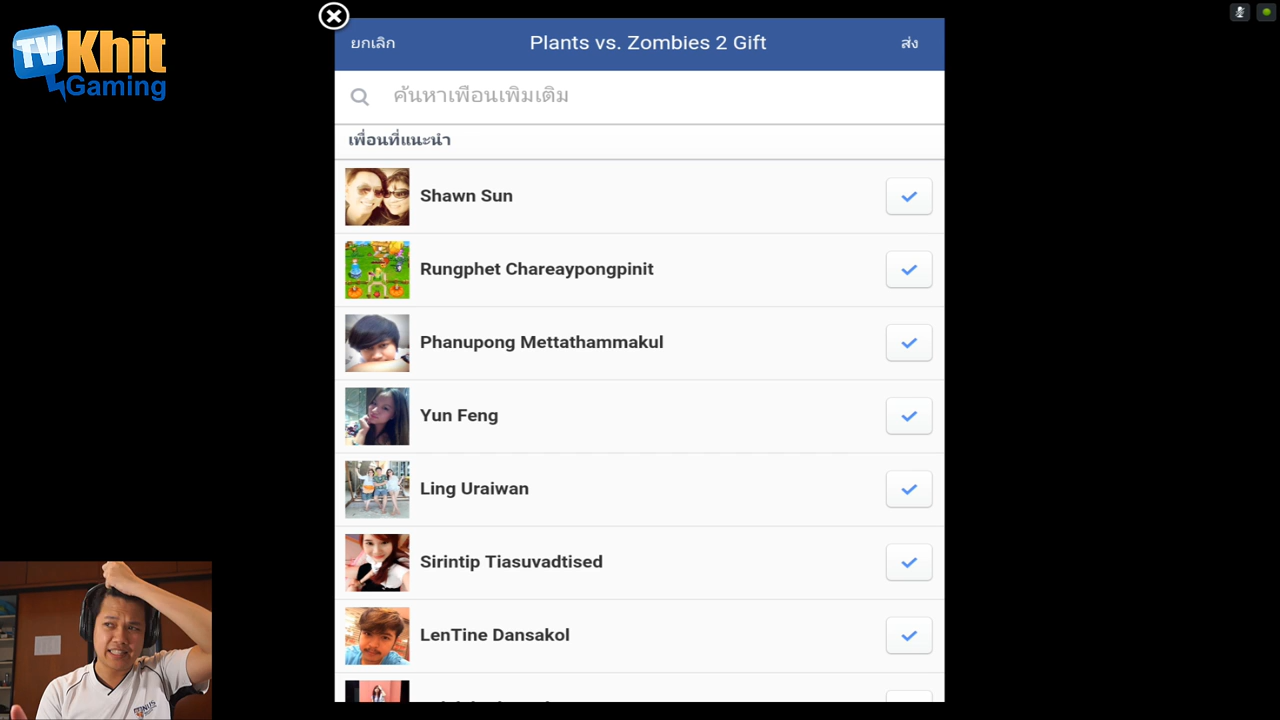 TV Khit
Gaming
ยกเลิก
Plants vs. Zombies 2 Gift
ส่ง
ค้นหาเพื่อนเพิ่มเติม
เพื่อนที่แนะนำ
Shawn Sun
Rungphet Chareaypongpinit
Phanupong Mettathammakul
Yun Feng
Ling Uraiwan
Sirintip Tiasuvadtised
LenTine Dansakol